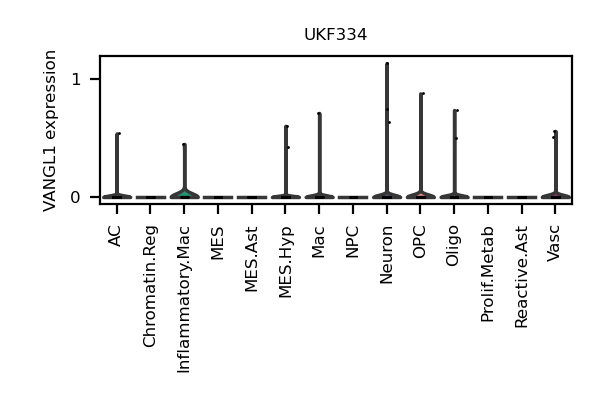 UKF334
VANGL1 expression
1
0
AC
Chromatin.Reg
Inflammatory.Mac
MES
MES.Ast
MES.Hyp
Mac
NPC
Neuron
OPC
Oligo
Prolif.Metab
Reactive.Ast
Vasc